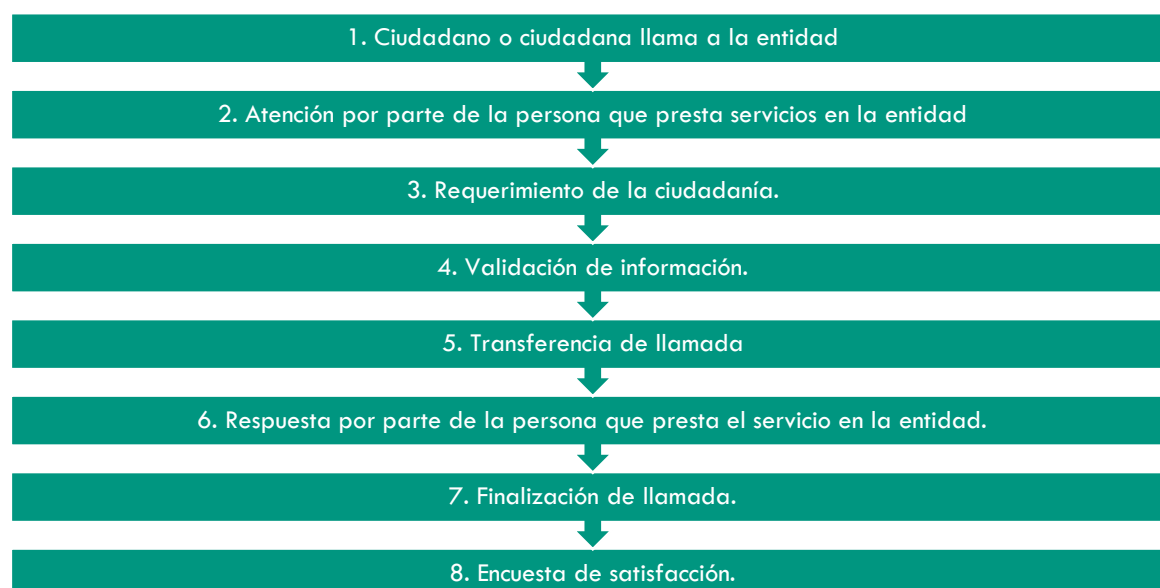 1. Ciudadano o ciudadana llama a la entidad
2. Atención por parte de la persona que presta servicios en la entidad
3. Requerimiento de la ciudadanía.
4. Validación de información.
5. Transferencia de llamada
6. Respuesta por parte de la persona que presta el servicio en la entidad.
7. Finalización de llamada.
8. Encuesta de satisfacción.